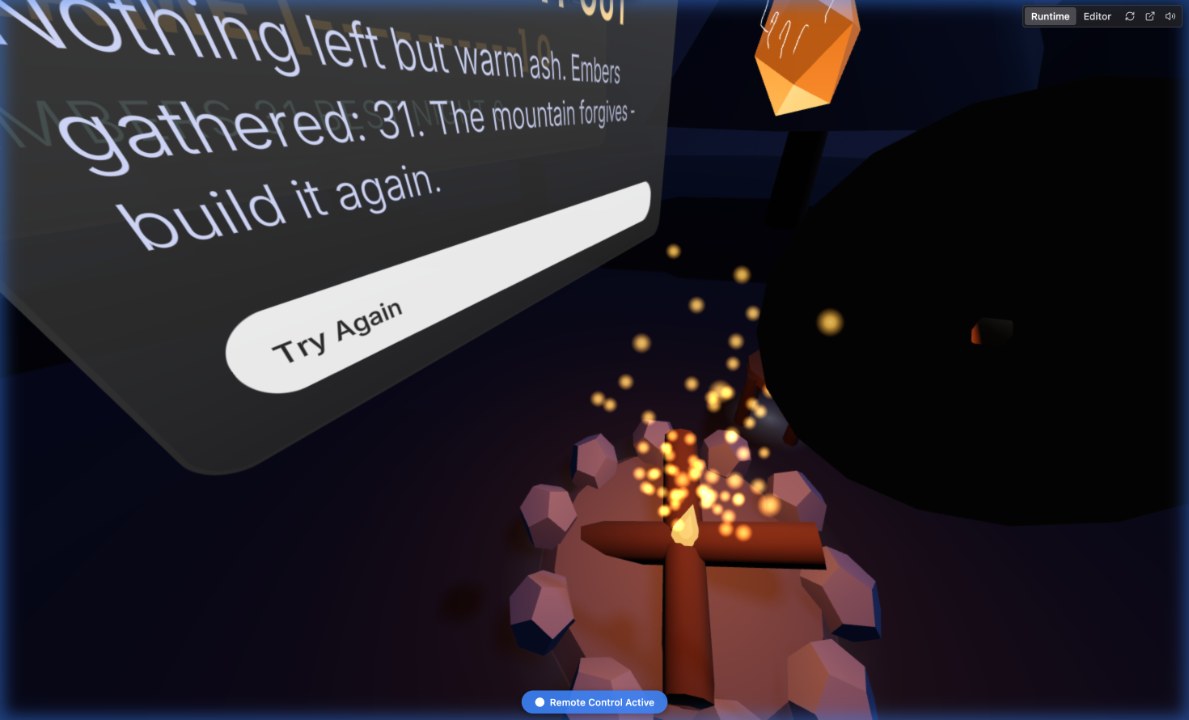 Runtime Editor
OUT
Nothing left but warm ash. Embers
gathered: 31. The mountain forgives -
build it again.
Try Again
Remote Control Active